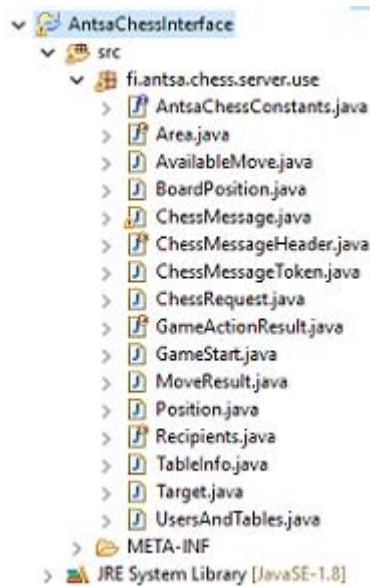 AntsaChessInterface
src
fi.antsa.chess.server.use
AntsaChessConstants.java
Area.java
AvailableMove.java
BoardPosition.java
ChessMessage.java
ChessMessageHeader.java
ChessMessageToken.java
ChessRequest.java
GameActionResult.java
GameStart.java
MoveResult.java
Position.java
Recipients.java
TableInfo.java
Target.java
UsersAndTables.java
META-INF
JRE System Library [JavaSE-1.8]